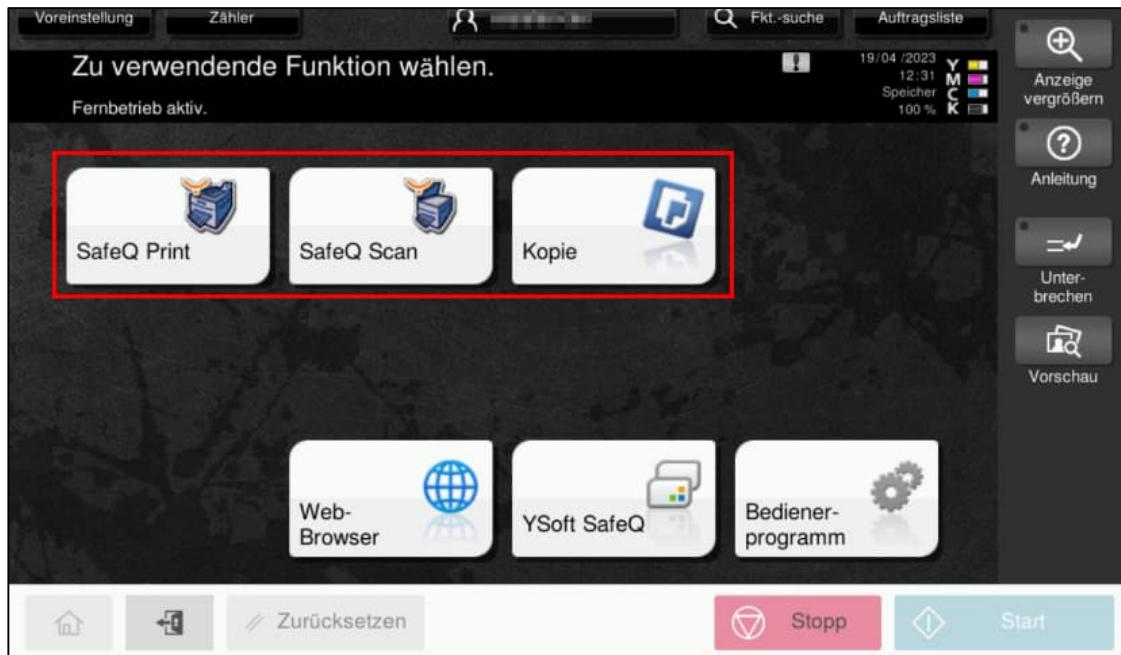 Voreinstellung
Zähler
Fkt.-suche
Auftragsliste
Zu verwendende Funktion wählen.
Fernbetrieb aktiv.
19/04 /2023
12:31
Speicher
100 %
Y
M
C
K
Anzeige
vergrößern
Anleitung
Unter-
brechen
Vorschau
SafeQ Print
SafeQ Scan
Kopie
Web-
Browser
YSoft SafeQ
Bediener-
programm
Zurücksetzen
Stopp
Start